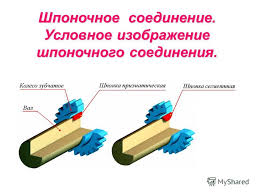 Шпоночное соединение.
Условное изображение
шпоночного соединения.
Колесо зубчатое
Шпонка призматическая
Шпонка сегментная
Вал
MyShared